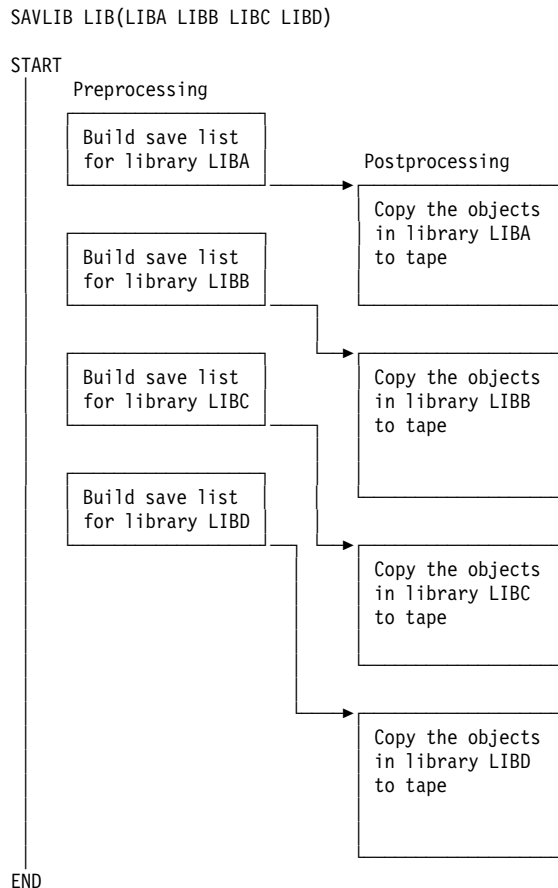 SAVLIB LIB(LIBA LIBB LIBC LIBD)
START
Preprocessing
Build save list
for library LIBA
Postprocessing
Copy the objects
in library LIBA
to tape
Build save list
for library LIBB
Copy the objects
in library LIBB
to tape
Build save list
for library LIBC
Build save list
for library LIBD
Copy the objects
in library LIBC
to tape
Copy the objects
in library LIBD
to tape
END